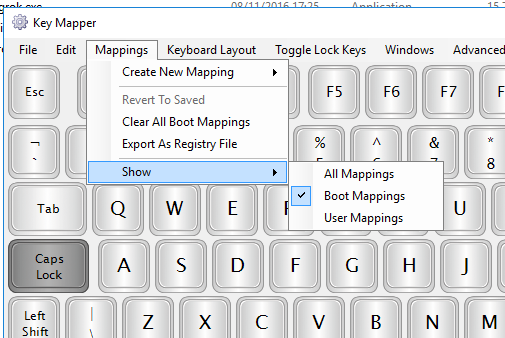 grok.exe 08/11/2016 17:25 Application
Key Mapper
File Edit Mappings Keyboard Layout Toggle Lock Keys Windows Advanced
Create New Mapping
Revert To Saved
Clear All Boot Mappings
Export As Registry File
Show
All Mappings
Boot Mappings
User Mappings
Esc F5 F6 F7
¬ % ^ & *
` 5 6 7 8
Tab Q W E U
Caps
Lock
A S D F G H J
Left
Shift
|
\
Z X C V B N M